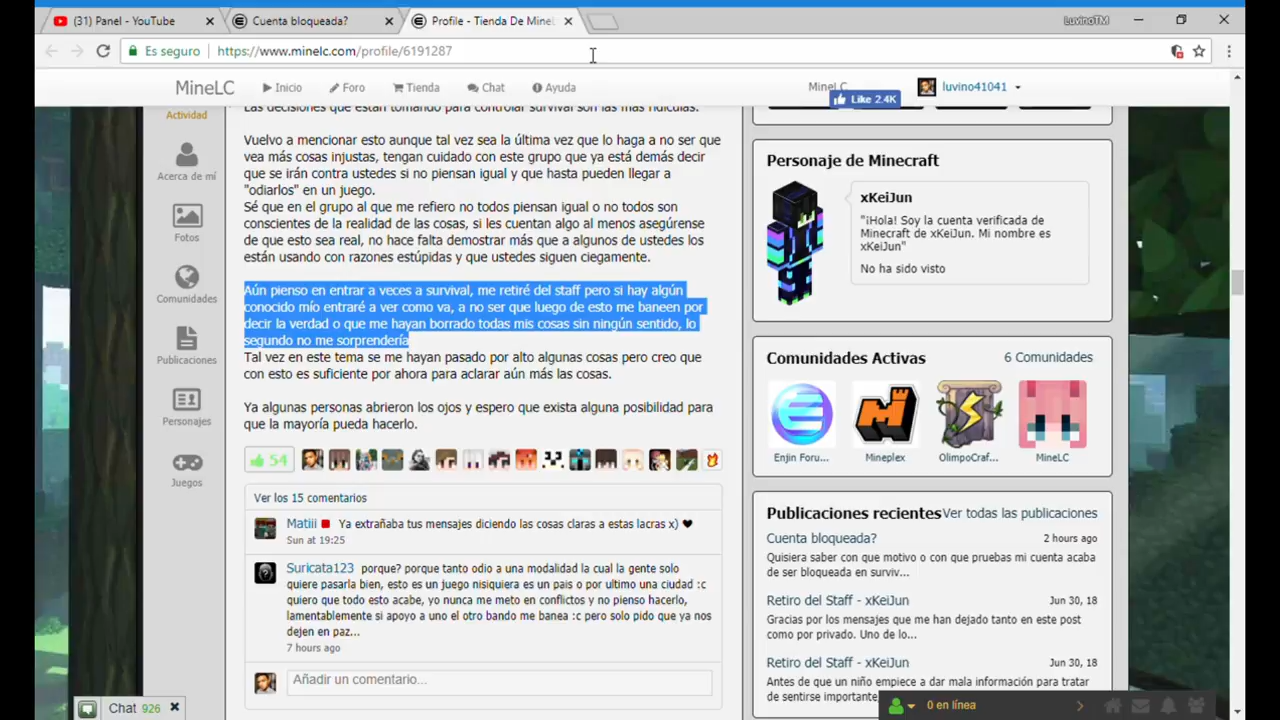 (31) Panel - YouTube
Cuenta bloqueada?
Profile - Tienda De MineL
LuvinoTM
Es seguro
https://www.minelc.com/profile/6191287
MineLC
Inicio
Foro
Tienda
Chat
Ayuda
MineLC
Like 2.4K
luvino41041
Actividad
Acerca de mí
Fotos
Comunidades
Publicaciones
Personajes
Juegos
Las decisiones que están tomando para controlar survival son las más ridículas.
Vuelvo a mencionar esto aunque tal vez sea la última vez que lo haga a no ser que
vea más cosas injustas, tengan cuidado con este grupo que ya está demás decir
que se irán contra ustedes si no piensan igual y que hasta pueden llegar a
"odiarlos" en un juego.
Sé que en el grupo al que me refiero no todos piensan igual o no todos son
conscientes de la realidad de las cosas, si les cuentan algo al menos asegúrense
de que esto sea real, no hace falta demostrar más que a algunos de ustedes los
están usando con razones estúpidas y que ustedes siguen ciegamente.
Aún pienso en entrar a veces a survival, me retiré del staff pero si hay algún
conocido mío entraré a ver como va, a no ser que luego de esto me baneen por
decir la verdad o que me hayan borrado todas mis cosas sin ningún sentido, lo
segundo no me sorprendería
Tal vez en este tema se me hayan pasado por alto algunas cosas pero creo que
con esto es suficiente por ahora para aclarar aún más las cosas.
Ya algunas personas abrieron los ojos y espero que exista alguna posibilidad para
que la mayoría pueda hacerlo.
54
Ver los 15 comentarios
Matiii Ya extrañaba tus mensajes diciendo las cosas claras a estas lacras x) ♥
Sun at 19:25
Suricata123 porque? porque tanto odio a una modalidad la cual la gente solo
quiere pasarla bien, esto es un juego nisiquiera es un pais o por ultimo una ciudad :c
quiero que todo esto acabe, yo nunca me meto en conflictos y no pienso hacerlo,
lamentablemente si apoyo a uno el otro bando me banea :c pero solo pido que ya nos
dejen en paz...
7 hours ago
Añadir un comentario...
Personaje de Minecraft
xKeiJun
"¡Hola! Soy la cuenta verificada de
Minecraft de xKeiJun. Mi nombre es
xKeiJun"
No ha sido visto
Comunidades Activas
6 Comunidades
Enjin Foru...
Mineplex
OlimpoCraf...
MineLC
Publicaciones recientes
Ver todas las publicaciones
Cuenta bloqueada?
2 hours ago
Quisiera saber con que motivo o con que pruebas mi cuenta acaba
de ser bloqueada en surviv...
Retiro del Staff - xKeiJun
Jun 30, 18
Gracias por los mensajes que me han dejado tanto en este post
como por privado. Uno de lo...
Retiro del Staff - xKeiJun
Jun 30, 18
Antes de que un niño empiece a dar mala información para tratar
de sentirse importante,
Chat 926
0 en línea